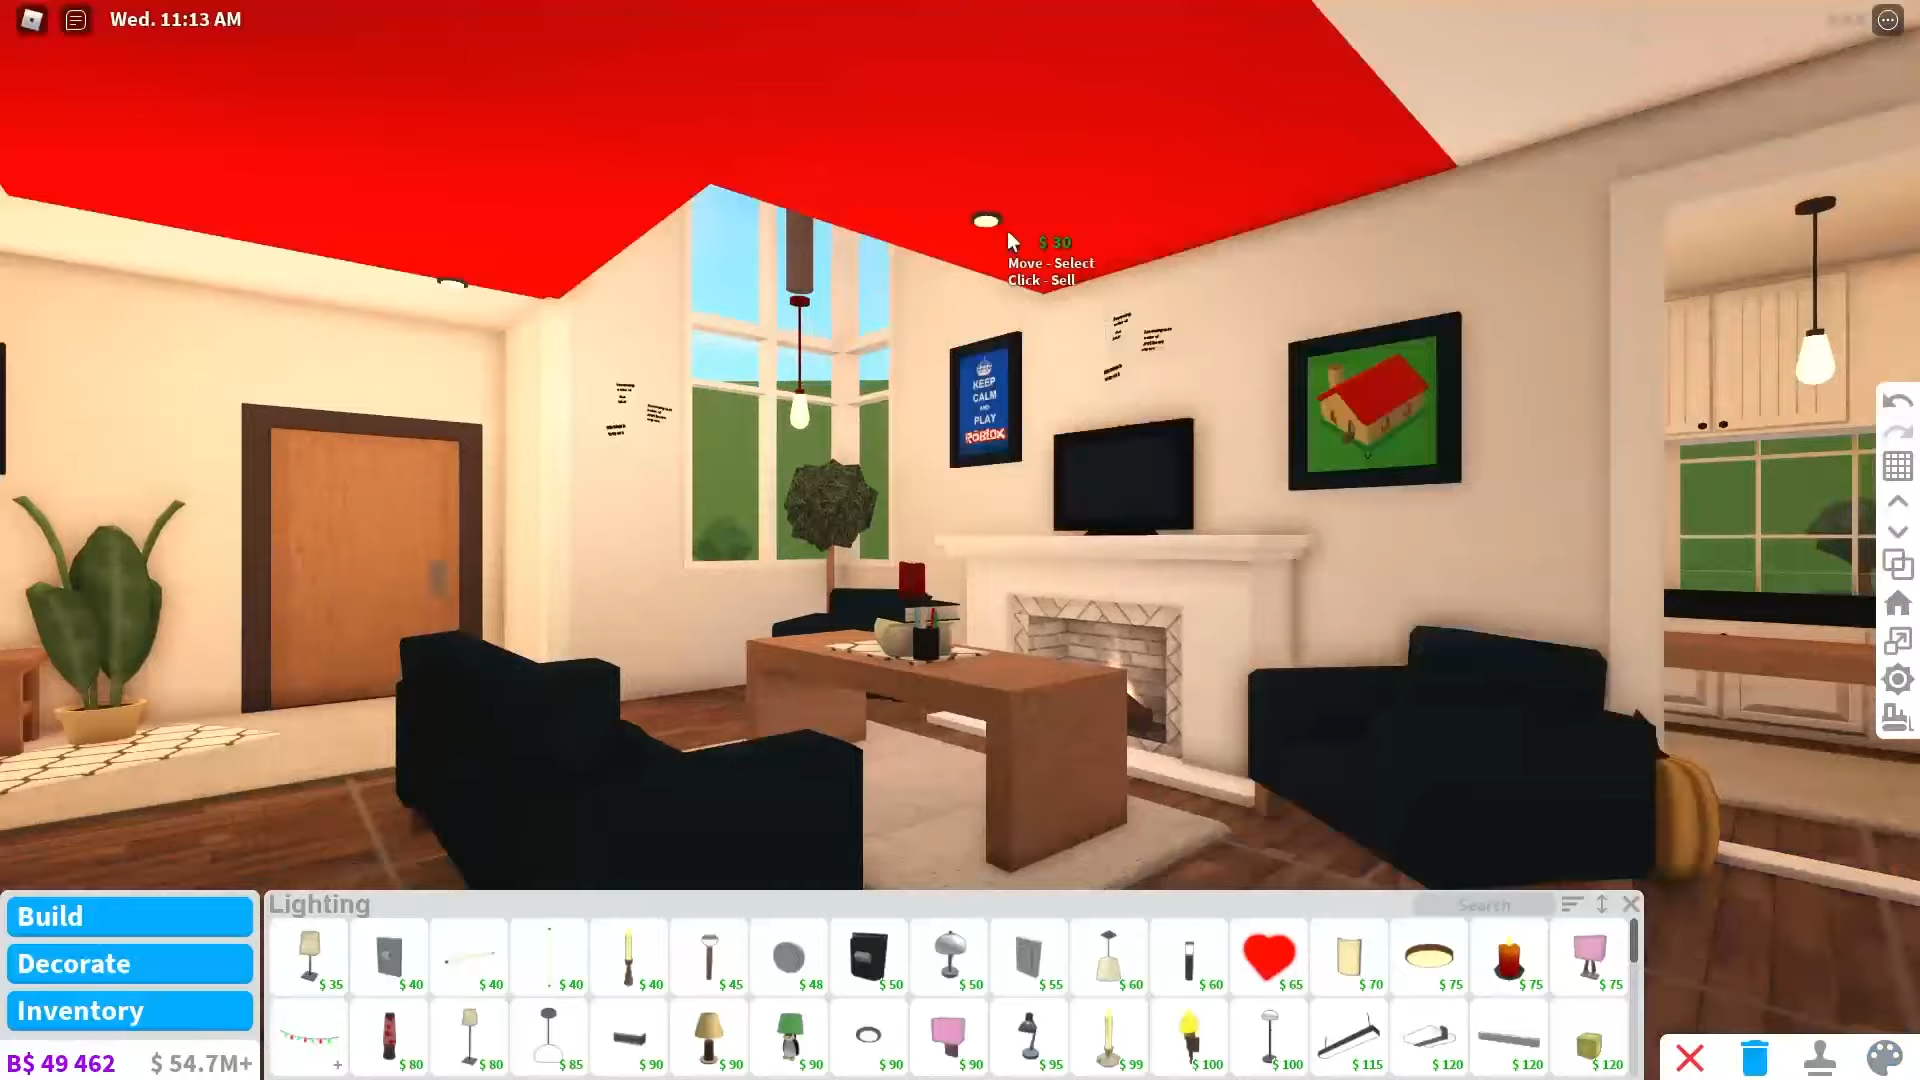 Wed. 11:13 AM
$ 30
Move - Select
Click - Sell
KEEP
CALM
AND
PLAY
ROBLOX
Lighting
Search
$ 35
$ 40
$ 40
$ 40
$ 40
$ 45
$ 48
$ 50
$ 50
$ 55
$ 60
$ 60
$ 65
$ 70
$ 75
$ 75
$ 75
+
$ 80
$ 80
$ 85
$ 90
$ 90
$ 90
$ 90
$ 90
$ 95
$ 99
$ 100
$ 100
$ 115
$ 120
$ 120
$ 120
Build
Decorate
Inventory
B$ 49 462
$ 54.7M+